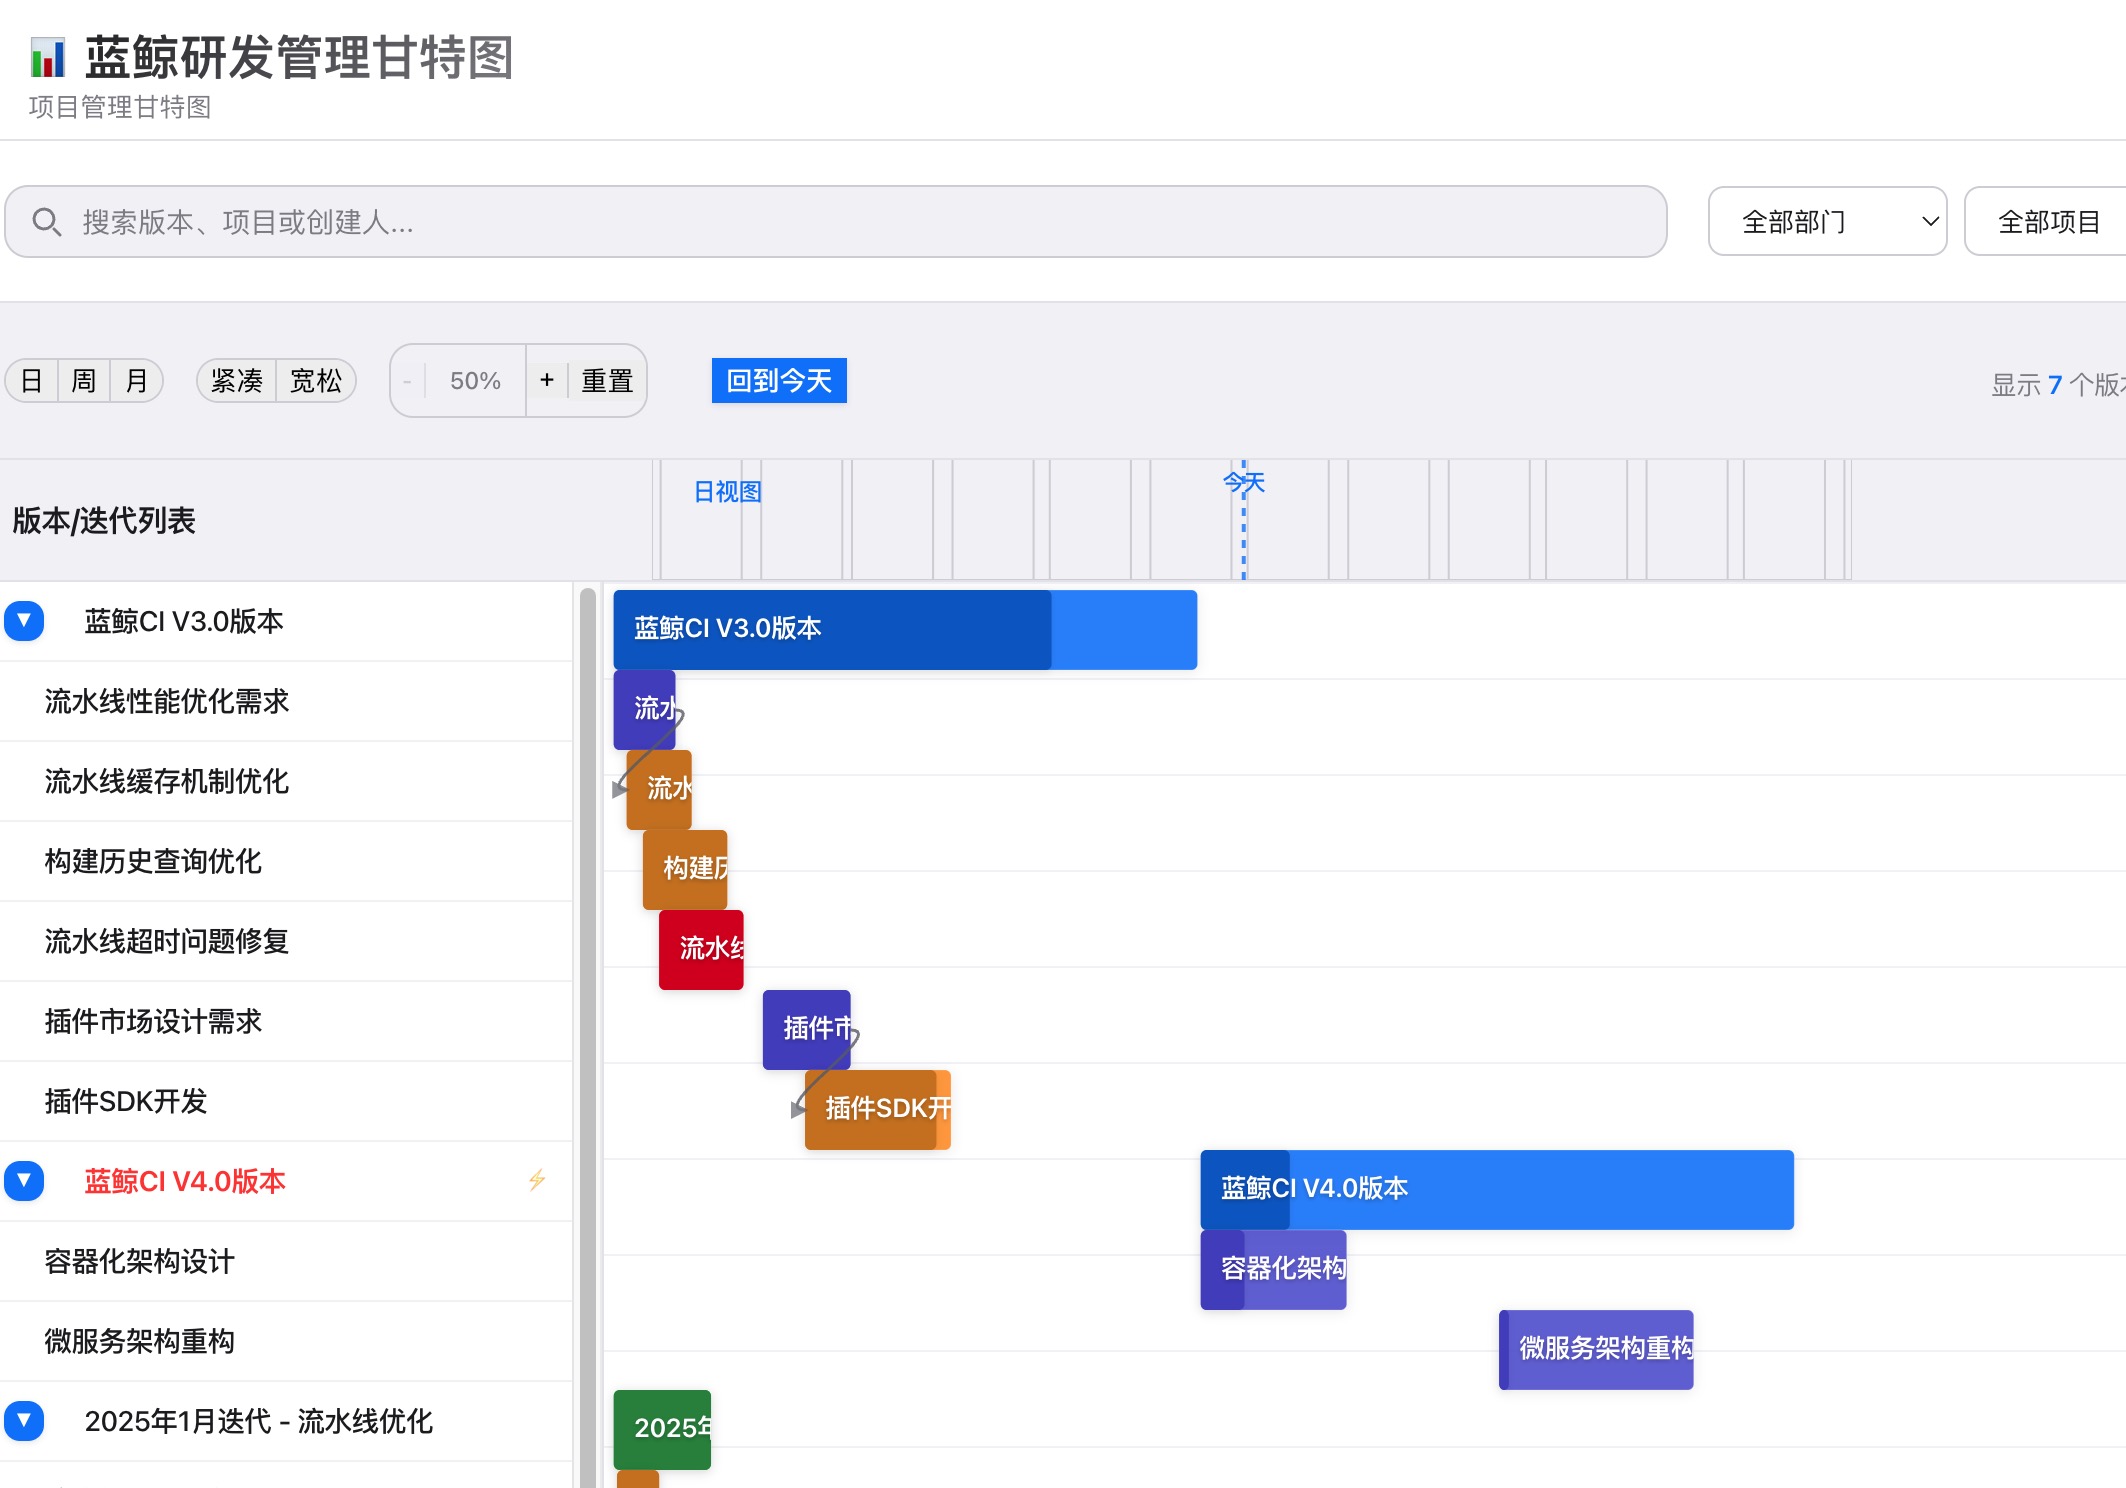 蓝鲸研发管理甘特图
项目管理甘特图
搜索版本、项目或创建人...
全部部门
全部项目
日 周 月
紧凑 宽松
- 50% + 重置
回到今天
显示 7 个版
版本/迭代列表
日视图
今天
蓝鲸CI V3.0版本
蓝鲸CI V3.0版本
流水线性能优化需求
流水
流水线缓存机制优化
流水
构建历史查询优化
构建历
流水线超时问题修复
流水线
插件市场设计需求
插件市
插件SDK开发
插件SDK开
蓝鲸CI V4.0版本
蓝鲸CI V4.0版本
容器化架构设计
容器化架构
微服务架构重构
微服务架构重构
2025年1月迭代 - 流水线优化
2025年